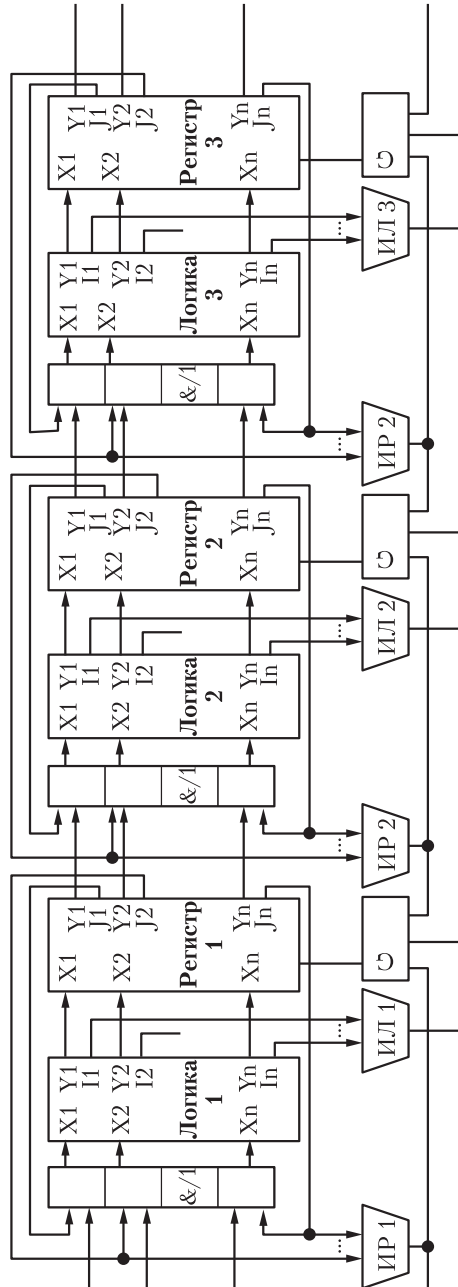 &/1
X1 Y1
I1
X2 Y2
I2
Логика
1
Xn Yn
In
X1 Y1
J1
X2 Y2
J2
Регистр
1
Xn Yn
Jn
...
ИР 1
...
ИЛ 1
G
&/1
X1 Y1
I1
X2 Y2
I2
Логика
2
Xn Yn
In
X1 Y1
J1
X2 Y2
J2
Регистр
2
Xn Yn
Jn
...
ИР 2
...
ИЛ 2
G
&/1
X1 Y1
I1
X2 Y2
I2
Логика
3
Xn Yn
In
X1 Y1
J1
X2 Y2
J2
Регистр
3
Xn Yn
Jn
...
ИР 2
...
ИЛ 3
G